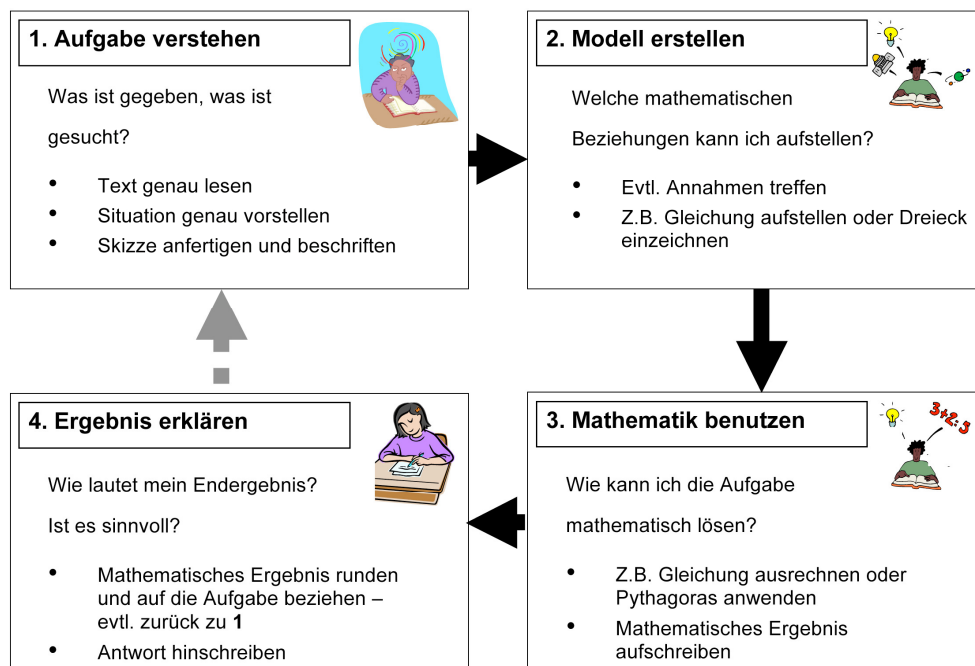 1. Aufgabe verstehen
Was ist gegeben, was ist
gesucht?
• Text genau lesen
• Situation genau vorstellen
• Skizze anfertigen und beschriften
2. Modell erstellen
Welche mathematischen
Beziehungen kann ich aufstellen?
• Evtl. Annahmen treffen
• Z.B. Gleichung aufstellen oder Dreieck
einzeichnen
3. Mathematik benutzen
3+2=5
Wie kann ich die Aufgabe
mathematisch lösen?
• Z.B. Gleichung ausrechnen oder
Pythagoras anwenden
• Mathematisches Ergebnis
aufschreiben
4. Ergebnis erklären
Wie lautet mein Endergebnis?
Ist es sinnvoll?
• Mathematisches Ergebnis runden
und auf die Aufgabe beziehen –
evtl. zurück zu 1
• Antwort hinschreiben